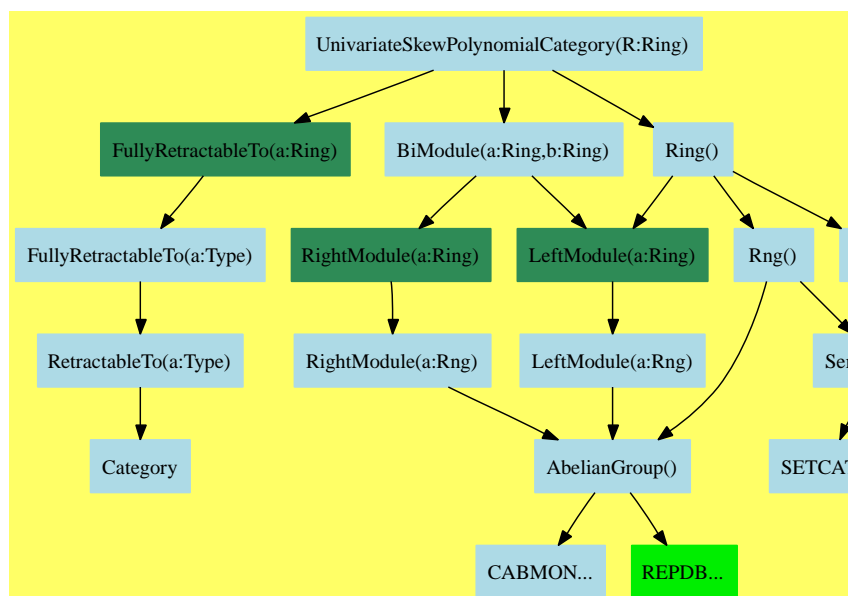 UnivariateSkewPolynomialCategory(R:Ring)
FullyRetractableTo(a:Ring)
BiModule(a:Ring,b:Ring)
Ring()
FullyRetractableTo(a:Type)
RightModule(a:Ring)
LeftModule(a:Ring)
Rng()
RetractableTo(a:Type)
RightModule(a:Rng)
LeftModule(a:Rng)
Category
AbelianGroup()
CABMON...
REPDB...